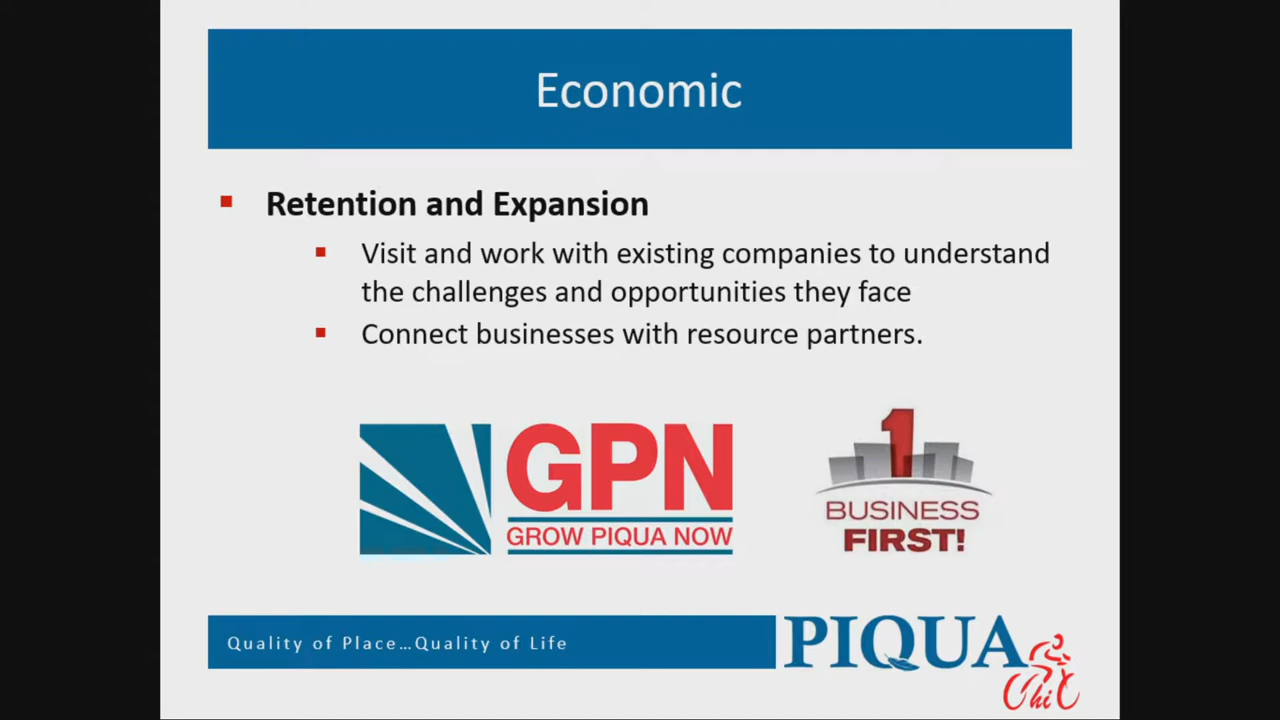 Economic
Retention and Expansion
Visit and work with existing companies to understand
the challenges and opportunities they face
Connect businesses with resource partners.
GPN
GROW PIQUA NOW
1
BUSINESS
FIRST!
Quality of Place…Quality of Life
PIQUA
Ohio